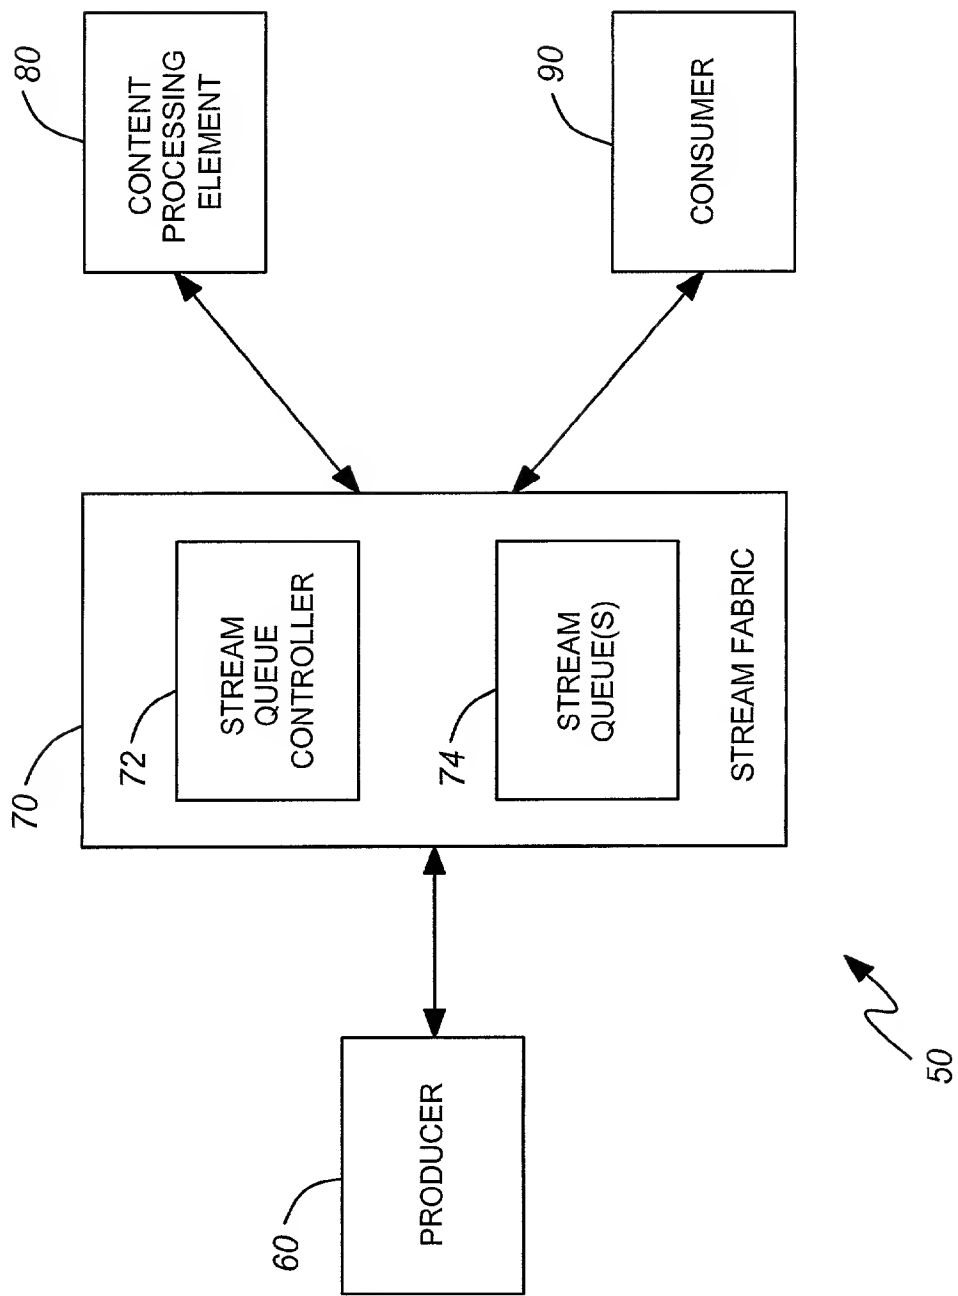 70
72
STREAM
QUEUE
CONTROLLER
74
STREAM
QUEUE(S)
STREAM FABRIC
60
PRODUCER
80
CONTENT
PROCESSING
ELEMENT
90
CONSUMER
50